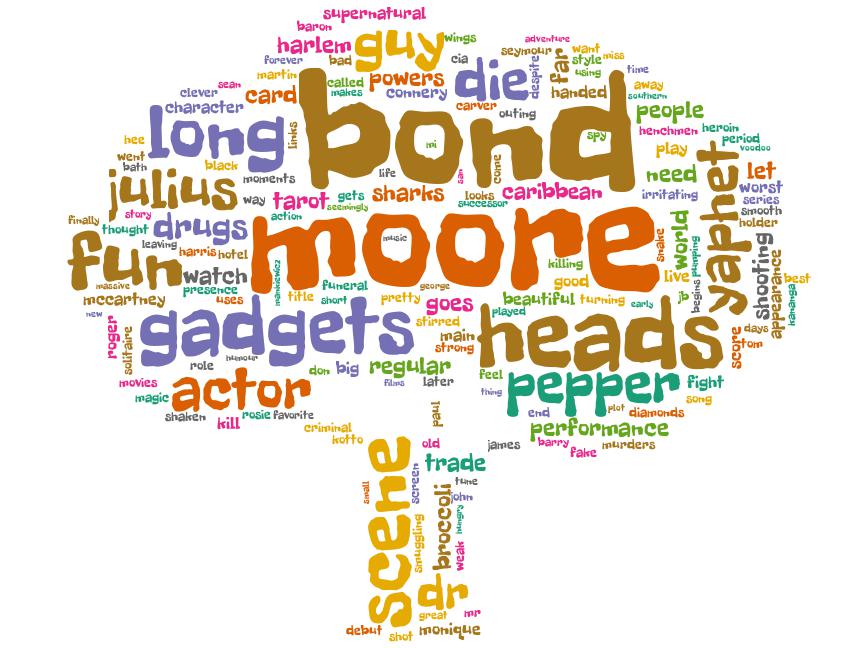 supernatural
baron
harlem
guy
wings
adventure
forever
bad
cia
seymour
far
want
style
miss
martin
called
powers
die
despite
using
time
clever
sean
card
makes
connery
handed
away
southern
character
carver
outing
people
long
links
bond
mi
spy
henchmen
heroin
period
voodoo
hee
went
bath
black
moments
life
san
come
play
yaphet
need
let
worst
series
julius
way
tarot
gets
seemingly
sharks
looks
successor
caribbean
irritating
smooth
holder
finally
story
thought
drugs
action
moore
music
snake
world
pumping
shooting
leaving
harris
hotel
fun
massive
watch
presence
mankiewicz
killing
good
live
jb
begins
appearance
best
kananga
mccartney
uses
title
funeral
short
george
pretty
goes
beautiful
turning
early
new
roger
solitaire
gadgets
stirred
played
main
strong
heads
score
days
tom
role
humour
don
big
regular
feel
movies
magic
actor
films
later
thing
pepper
fight
song
shaken
kill
rosie
favorite
paul
end
plot
diamonds
criminal
kotto
performance
old
james
barry
fake
murders
scene
screen
trade
small
tune
john
smuggling
broccoli
hungry
weak
dr
great
mr
debut
shot
monique